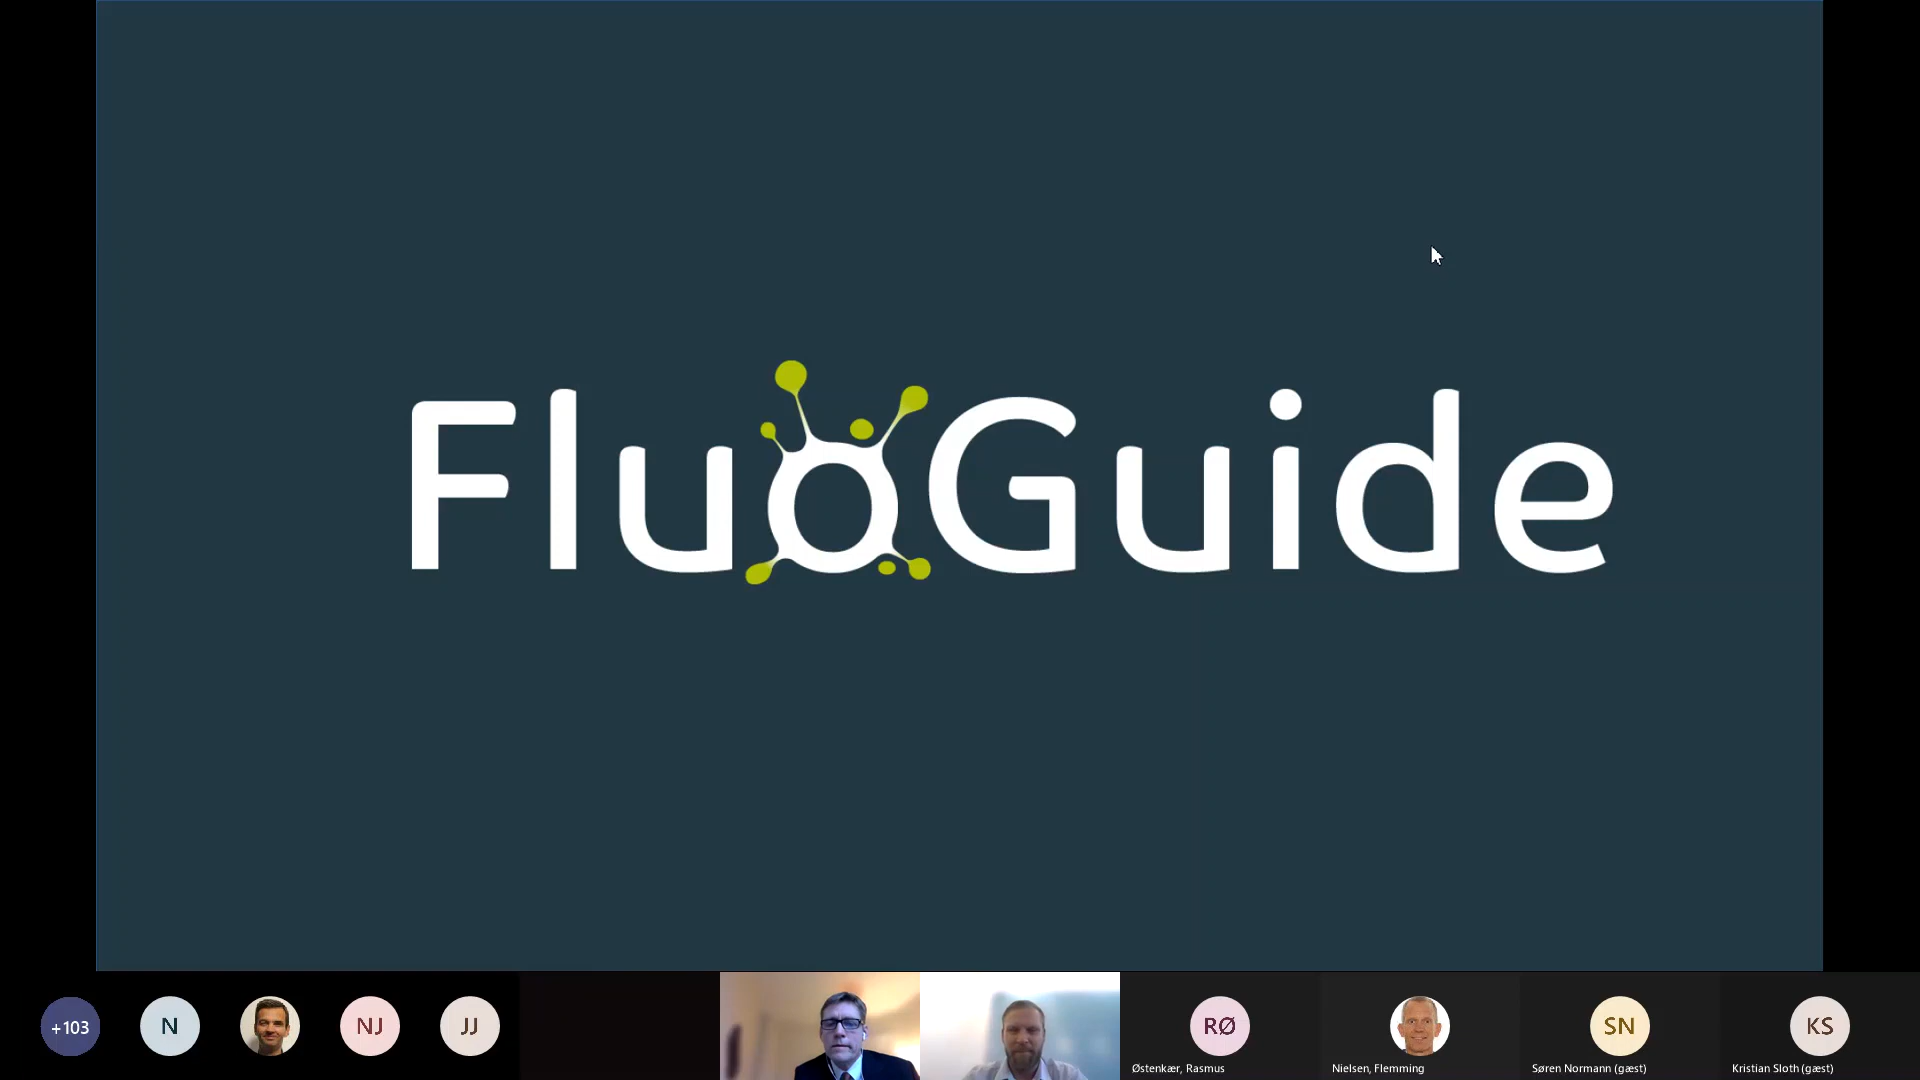 FluoGuide
+103
N
NJ
JJ
RØ
SN
KS
Østenkær, Rasmus
Nielsen, Flemming
Søren Normann (gæst)
Kristian Sloth (gæst)